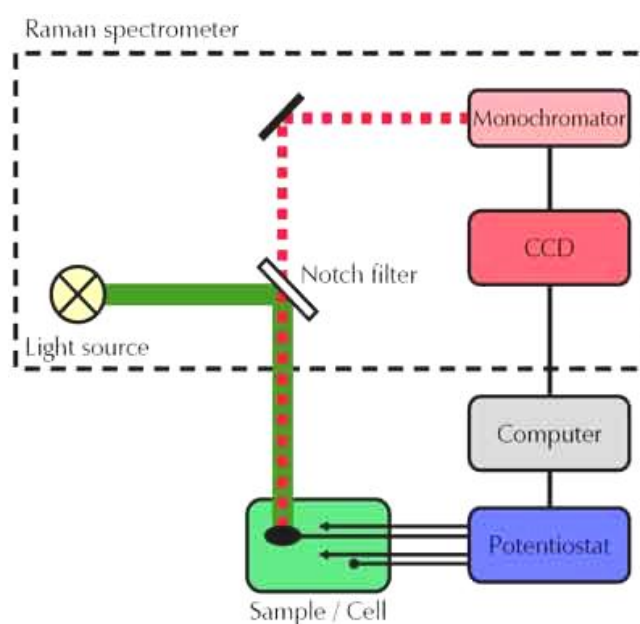 Raman spectrometer
Monochromator
CCD
Notch filter
Light source
Computer
Potentiostat
Sample / Cell